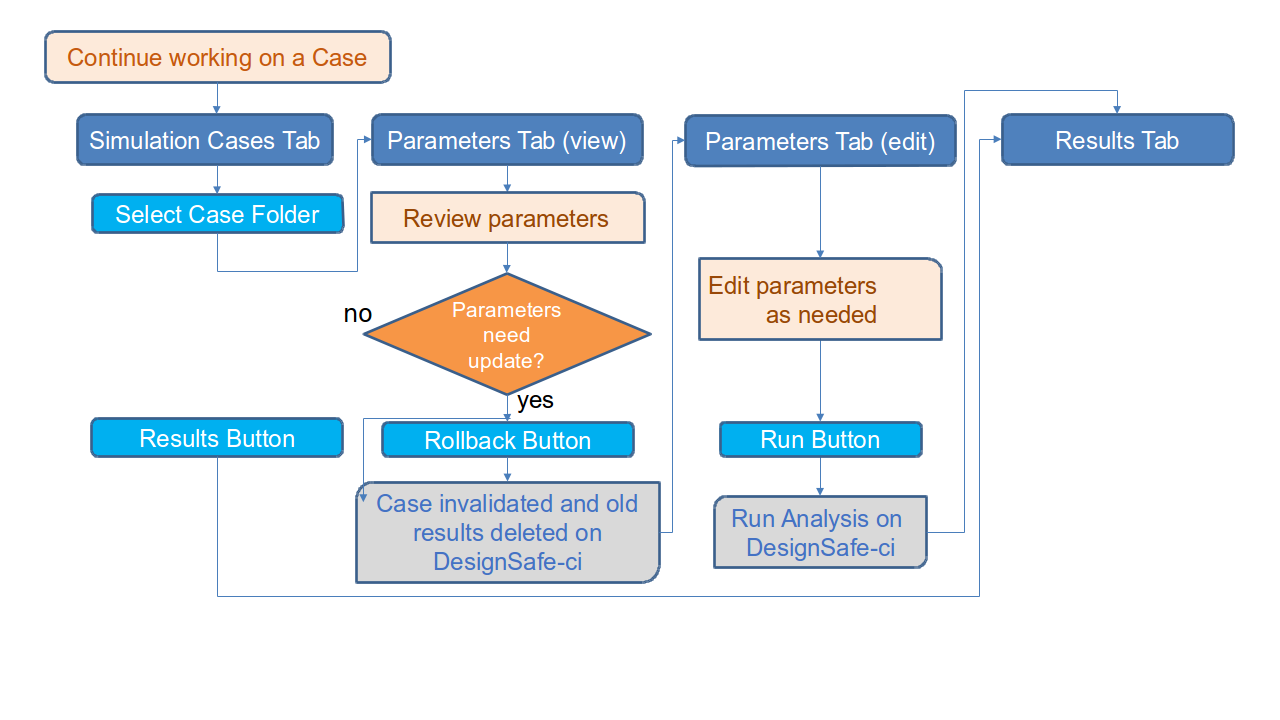 Continue working on a Case
Simulation Cases Tab
Parameters Tab (view)
Parameters Tab (edit)
Results Tab
Select Case Folder
Review parameters
Edit parameters
as needed
no
Parameters
need
update?
yes
Results Button
Rollback Button
Run Button
Case invalidated and old
results deleted on
DesignSafe-ci
Run Analysis on
DesignSafe-ci